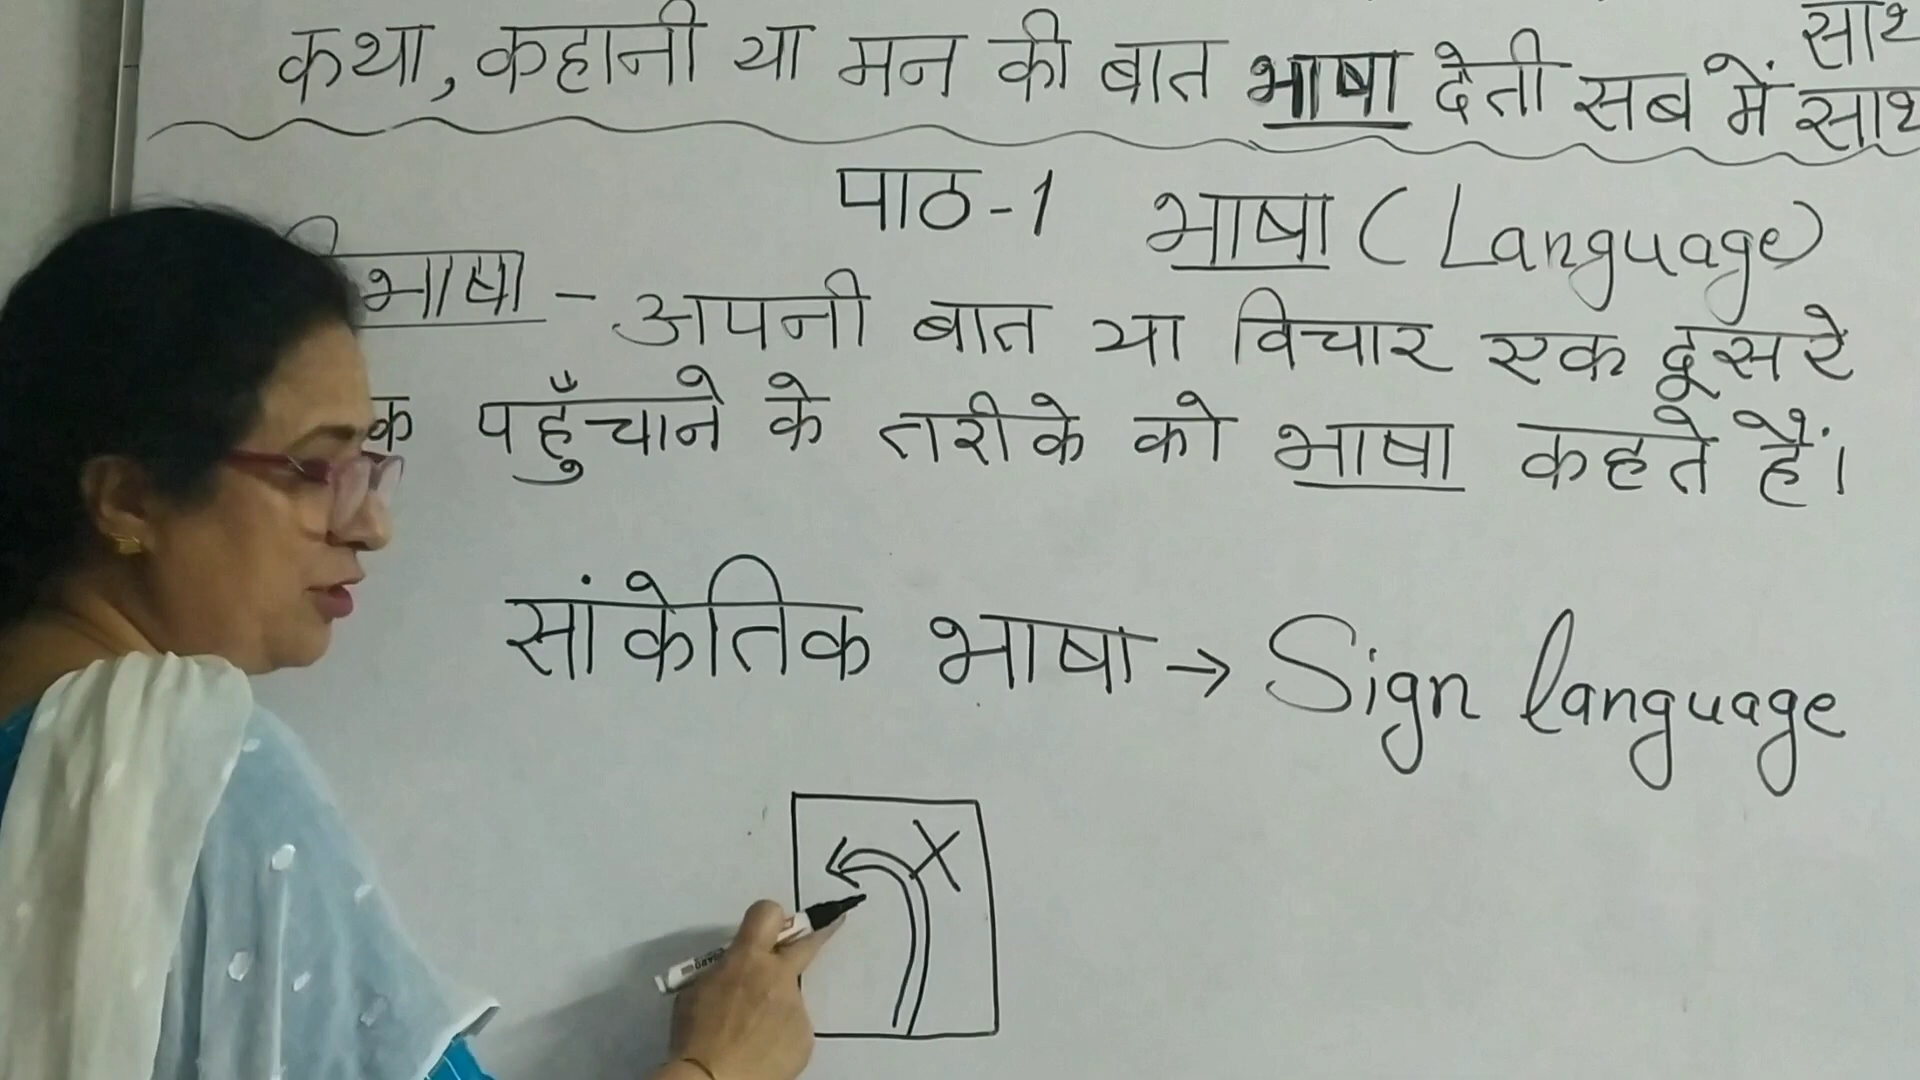 साथ
कथा, कहानी या मन की बात भाषा देती सब में साथ
पाठ-1 भाषा (Language)
भाषा - अपनी बात या विचार एक दूसरे
क पहुँचाने के तरीके को भाषा कहते हैं।
सांकेतिक भाषा → Sign language